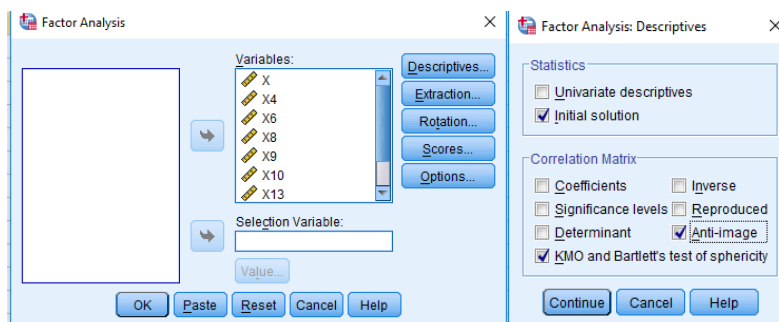 Factor Analysis
Variables:
X
X4
X6
X8
X9
X10
X13
Descriptives...
Extraction...
Rotation...
Scores...
Options...
Selection Variable:
Value...
OK Paste Reset Cancel Help
Factor Analysis: Descriptives
Statistics
Univariate descriptives
Initial solution
Correlation Matrix
Coefficients Inverse
Significance levels Reproduced
Determinant Anti-image
KMO and Bartlett's test of sphericity
Continue Cancel Help